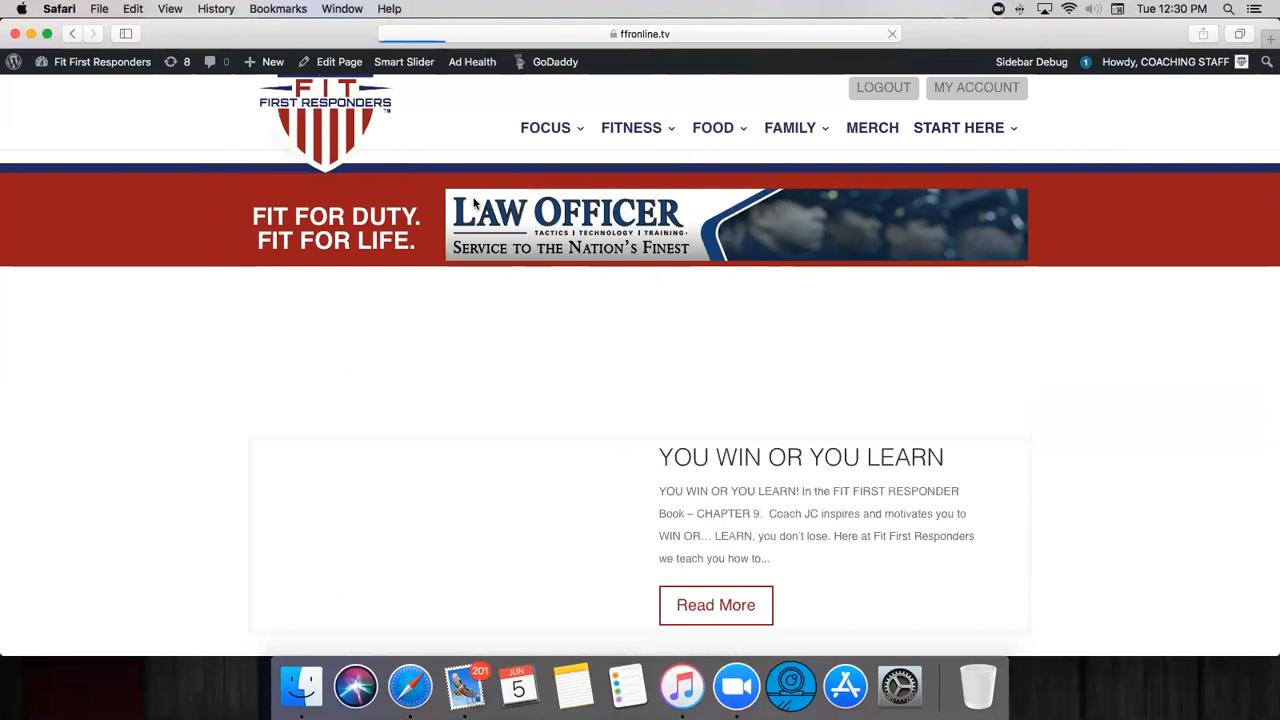 Safari File Edit View History Bookmarks Window Help Tue 12:30 PM
ffronline.tv
Fit First Responders 8 0 New Edit Page Smart Slider Ad Health GoDaddy Sidebar Debug 1 Howdy, COACHING STAFF
LOGOUT MY ACCOUNT
FIT
FIRST RESPONDERS
TM
FOCUS FITNESS FOOD FAMILY MERCH START HERE
FIT FOR DUTY.
FIT FOR LIFE.
LAW OFFICER
TACTICS | TECHNOLOGY | TRAINING
SERVICE TO THE NATION'S FINEST
YOU WIN OR YOU LEARN
YOU WIN OR YOU LEARN! In the FIT FIRST RESPONDER
Book – CHAPTER 9. Coach JC inspires and motivates you to
WIN OR... LEARN, you don't lose. Here at Fit First Responders
we teach you how to...
Read More
201
JUN
5